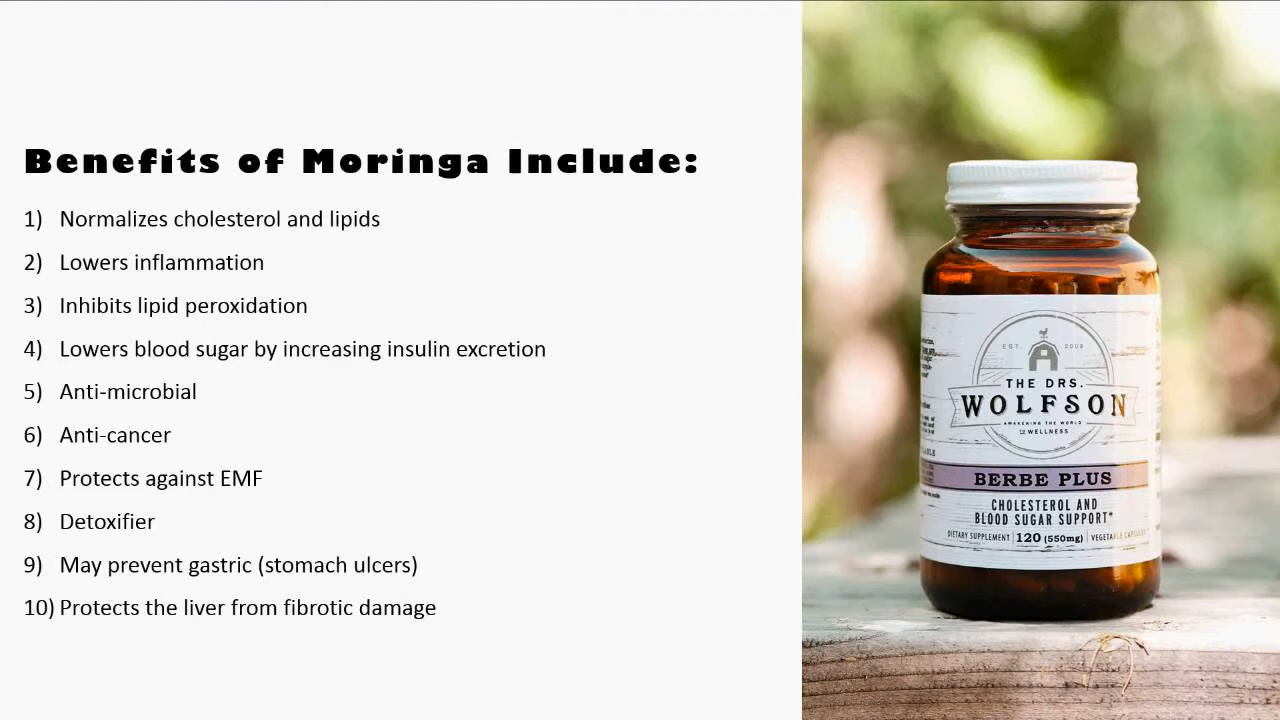 Benefits of Moringa Include:
1) Normalizes cholesterol and lipids
2) Lowers inflammation
3) Inhibits lipid peroxidation
4) Lowers blood sugar by increasing insulin excretion
5) Anti-microbial
6) Anti-cancer
7) Protects against EMF
8) Detoxifier
9) May prevent gastric (stomach ulcers)
10) Protects the liver from fibrotic damage
EST. 2009
THE DRS.
WOLFSON
AWAKENING THE WORLD
TO WELLNESS
BERBE PLUS
CHOLESTEROL AND
BLOOD SUGAR SUPPORT*
DIETARY SUPPLEMENT 120 (550mg) VEGETABLE CAPSULES